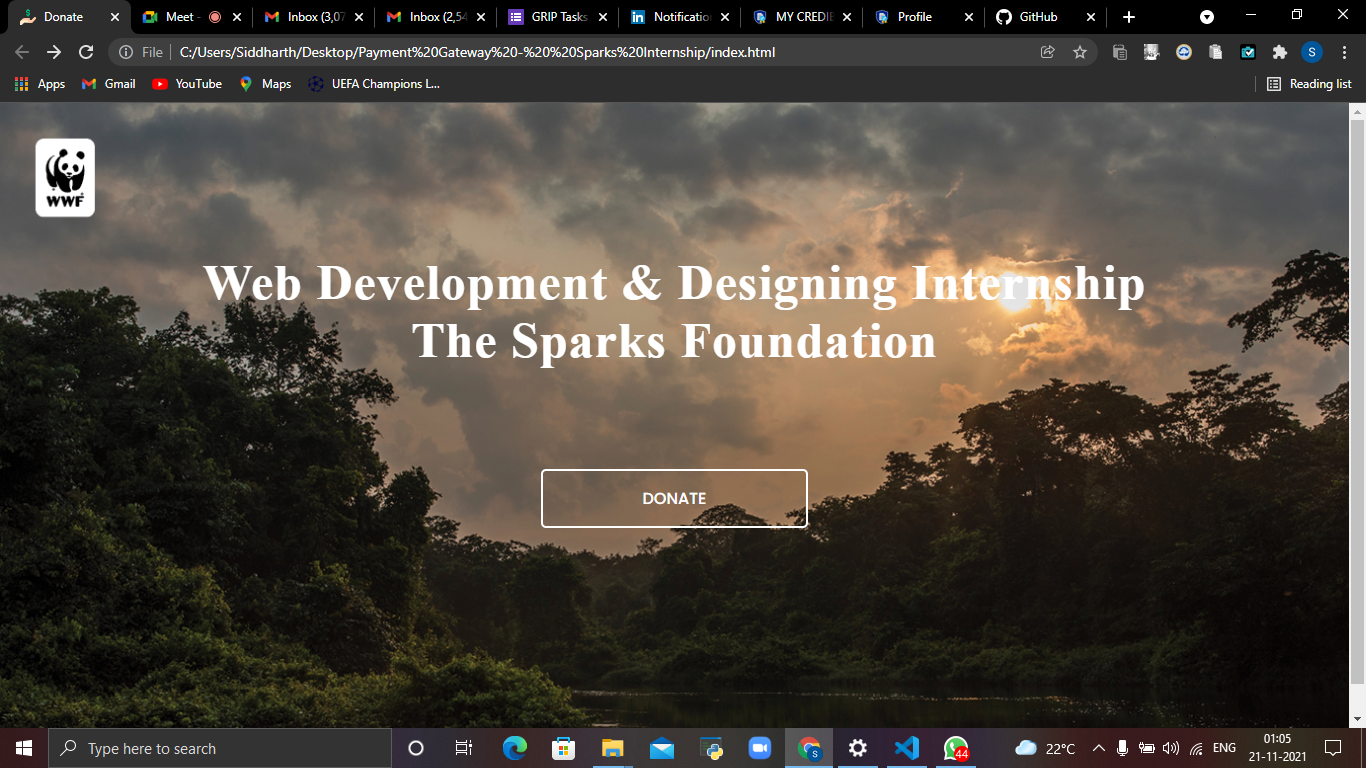 Donate
Meet -
Inbox (3,07
Inbox (2,54
GRIP Tasks
Notification
MY CREDIE
Profile
GitHub
File
C:/Users/Siddharth/Desktop/Payment%20Gateway%20-%20%20Sparks%20Internship/index.html
S
Apps
Gmail
YouTube
Maps
UEFA Champions L...
Reading list
WWF
Web Development & Designing Internship
The Sparks Foundation
DONATE
Type here to search
S
44
22°C
ENG
01:05
21-11-2021